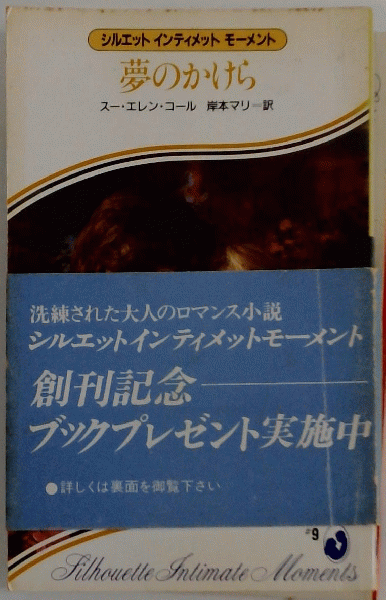 シルエット インティメット モーメント
夢のかけら
スー・エレン・コール 岸本マリ=訳
洗練された大人のロマンス小説
シルエットインティメットモーメント
創刊記念――
ブックプレゼント実施中
●詳しくは裏面を御覧下さい
#9
Silhouette Intimate Moments